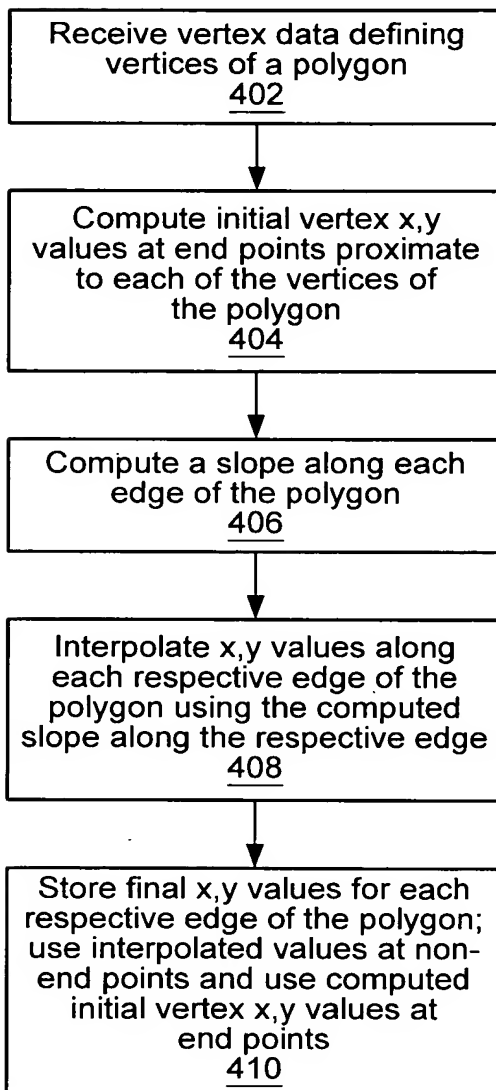 Receive vertex data defining
vertices of a polygon
402
Compute initial vertex x,y
values at end points proximate
to each of the vertices of
the polygon
404
Compute a slope along each
edge of the polygon
406
Interpolate x,y values along
each respective edge of the
polygon using the computed
slope along the respective edge
408
Store final x,y values for each
respective edge of the polygon;
use interpolated values at non-
end points and use computed
initial vertex x,y values at
end points
410